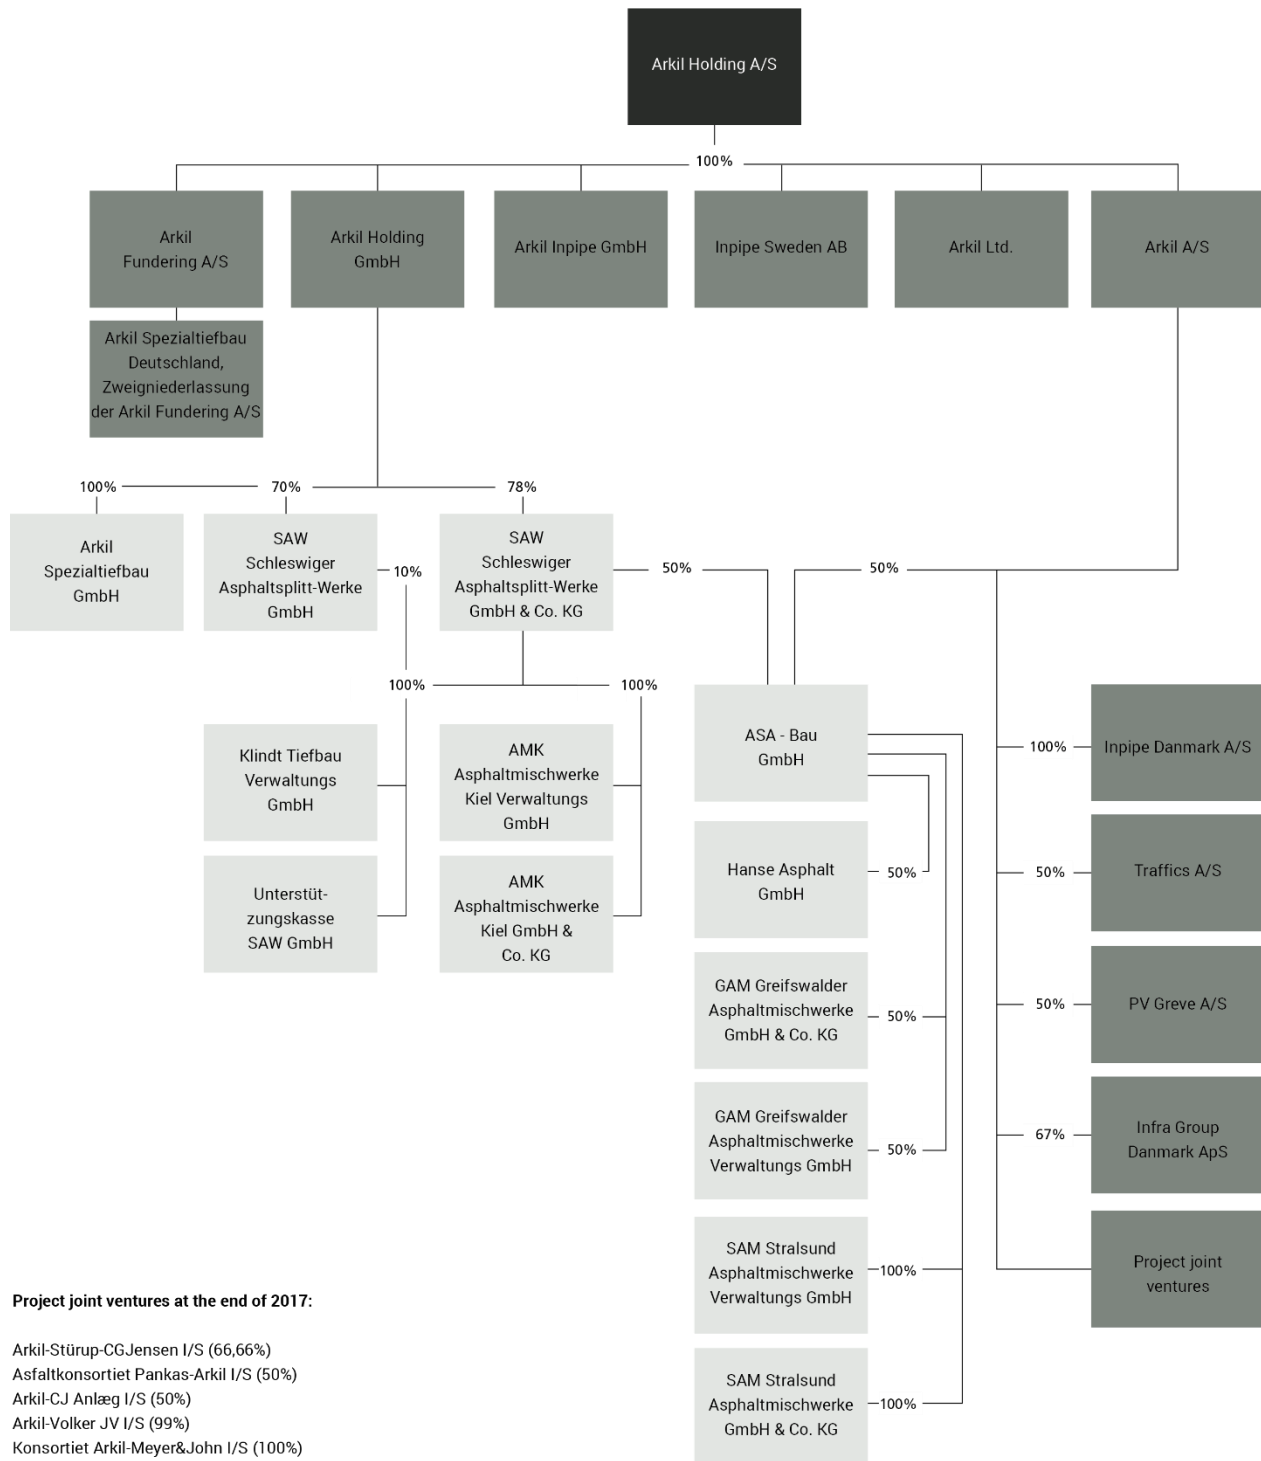 Arkil Holding A/S
100%
Arkil
Fundering A/S
Arkil Holding
GmbH
Arkil Inpipe GmbH
Inpipe Sweden AB
Arkil Ltd.
Arkil A/S
Arkil Spezialtiefbau
Deutschland,
Zweigniederlassung
der Arkil Fundering A/S
100%
70%
78%
Arkil
Spezialtiefbau
GmbH
SAW
Schleswiger
Asphaltsplitt-Werke
GmbH
10%
SAW
Schleswiger
Asphaltsplitt-Werke
GmbH & Co. KG
50%
50%
100%
100%
Klindt Tiefbau
Verwaltungs
GmbH
AMK
Asphaltmischwerke
Kiel Verwaltungs
GmbH
ASA - Bau
GmbH
100%
Inpipe Danmark A/S
Unterstüt-
zungskasse
SAW GmbH
AMK
Asphaltmischwerke
Kiel GmbH &
Co. KG
Hanse Asphalt
GmbH
50%
50%
Traffics A/S
GAM Greifswalder
Asphaltmischwerke
GmbH & Co. KG
50%
50%
PV Greve A/S
GAM Greifswalder
Asphaltmischwerke
Verwaltungs GmbH
50%
67%
Infra Group
Danmark ApS
SAM Stralsund
Asphaltmischwerke
Verwaltungs GmbH
100%
Project joint
ventures
SAM Stralsund
Asphaltmischwerke
GmbH & Co. KG
100%
Project joint ventures at the end of 2017:
Arkil-Stürup-CGJensen I/S (66,66%)
Asfaltkonsortiet Pankas-Arkil I/S (50%)
Arkil-CJ Anlæg I/S (50%)
Arkil-Volker JV I/S (99%)
Konsortiet Arkil-Meyer&John I/S (100%)